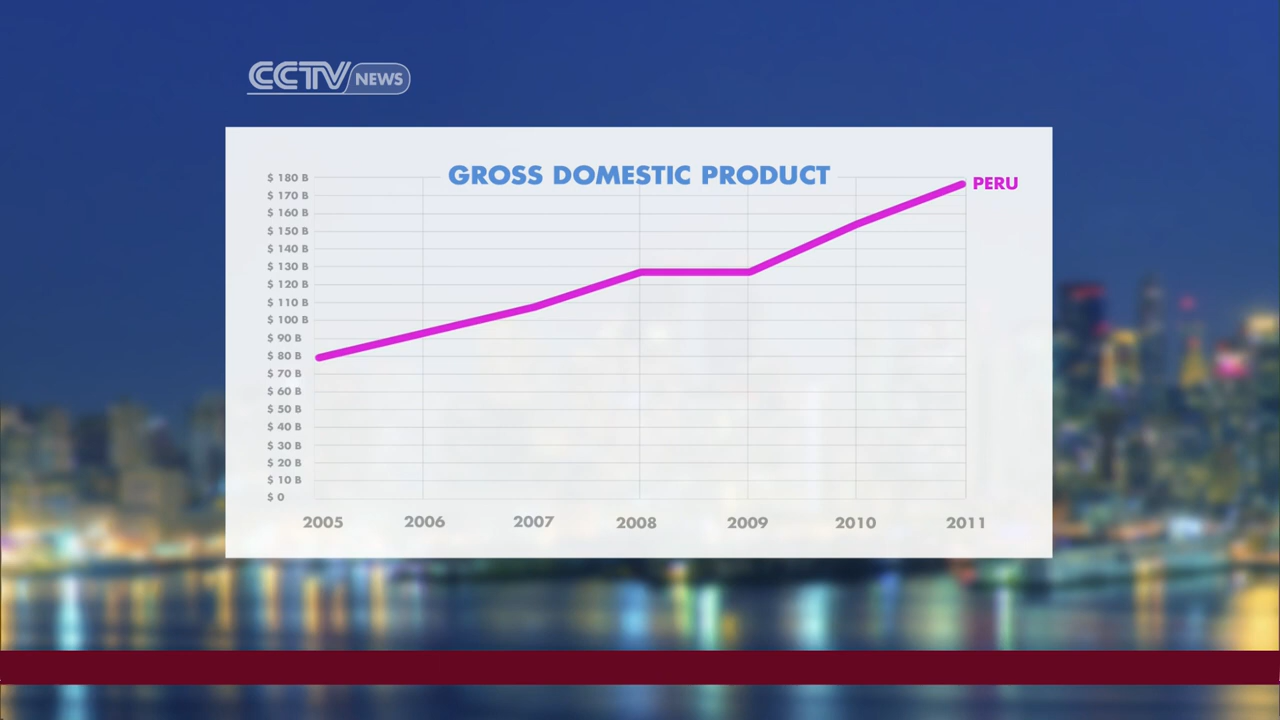 CCTV NEWS
GROSS DOMESTIC PRODUCT
$ 180 B
$ 170 B
$ 160 B
$ 150 B
$ 140 B
$ 130 B
$ 120 B
$ 110 B
$ 100 B
$ 90 B
$ 80 B
$ 70 B
$ 60 B
$ 50 B
$ 40 B
$ 30 B
$ 20 B
$ 10 B
$ 0
PERU
2005 2006 2007 2008 2009 2010 2011